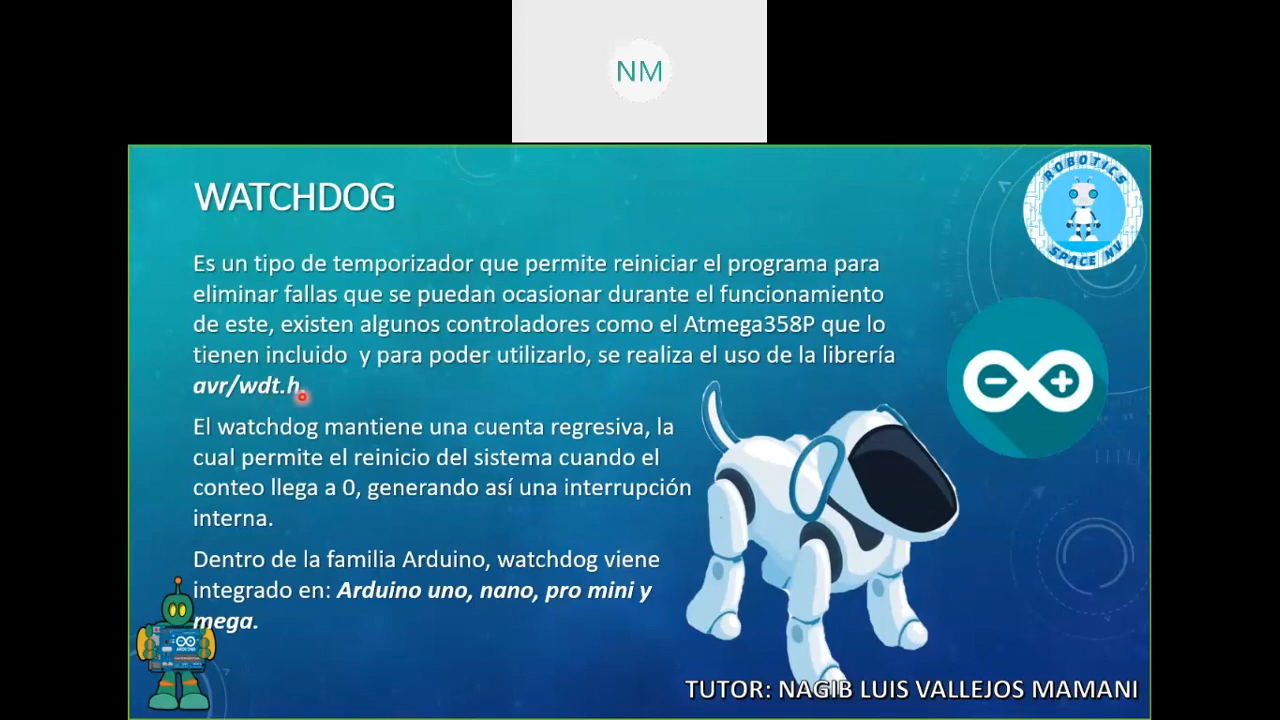 NM
WATCHDOG
ROBOTICS
SPACE NV
Es un tipo de temporizador que permite reiniciar el programa para
eliminar fallas que se puedan ocasionar durante el funcionamiento
de este, existen algunos controladores como el Atmega358P que lo
tienen incluido  y para poder utilizarlo, se realiza el uso de la librería
avr/wdt.h.
El watchdog mantiene una cuenta regresiva, la
cual permite el reinicio del sistema cuando el
conteo llega a 0, generando así una interrupción
interna.
Dentro de la familia Arduino, watchdog viene
integrado en: Arduino uno, nano, pro mini y
mega.
TUTOR: NAGIB LUIS VALLEJOS MAMANI